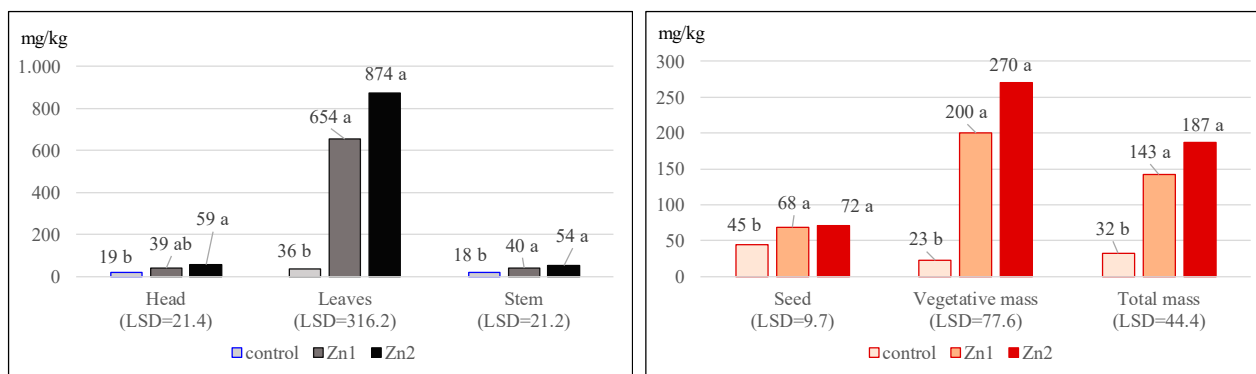 mg/kg
1.000
800
600
400
200
0
19 b
39 ab
59 a
36 b
654 a
874 a
18 b
40 a
54 a
Head
(LSD=21.4)
Leaves
(LSD=316.2)
Stem
(LSD=21.2)
control Zn1 Zn2
mg/kg
300
250
200
150
100
50
0
45 b
68 a
72 a
23 b
200 a
270 a
32 b
143 a
187 a
Seed
(LSD=9.7)
Vegetative mass
(LSD=77.6)
Total mass
(LSD=44.4)
control Zn1 Zn2